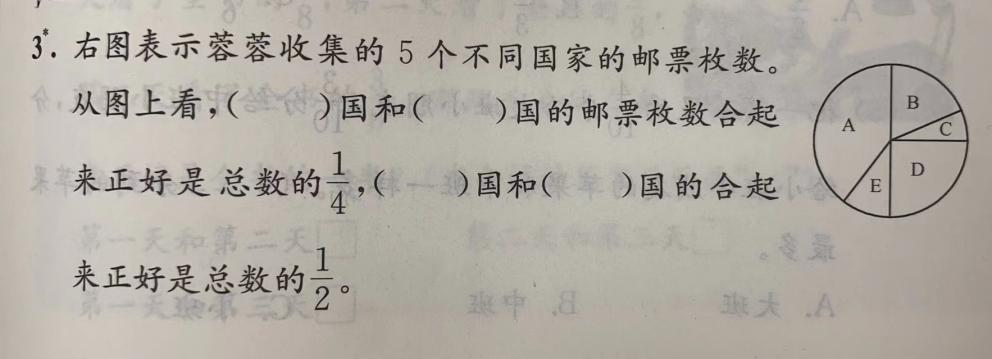 3*. 右图表示蓉蓉收集的 5 个不同国家的邮票枚数。
从图上看,(　　)国和(　　)国的邮票枚数合起
来正好是总数的1/4,(　　)国和(　　)国的合起
来正好是总数的1/2。
A
B
C
D
E